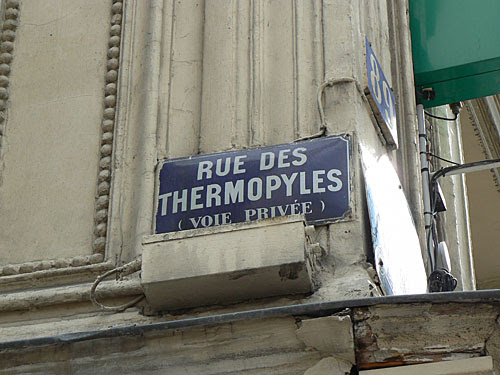 RUE DES
THERMOPYLES
(VOIE PRIVÉE)